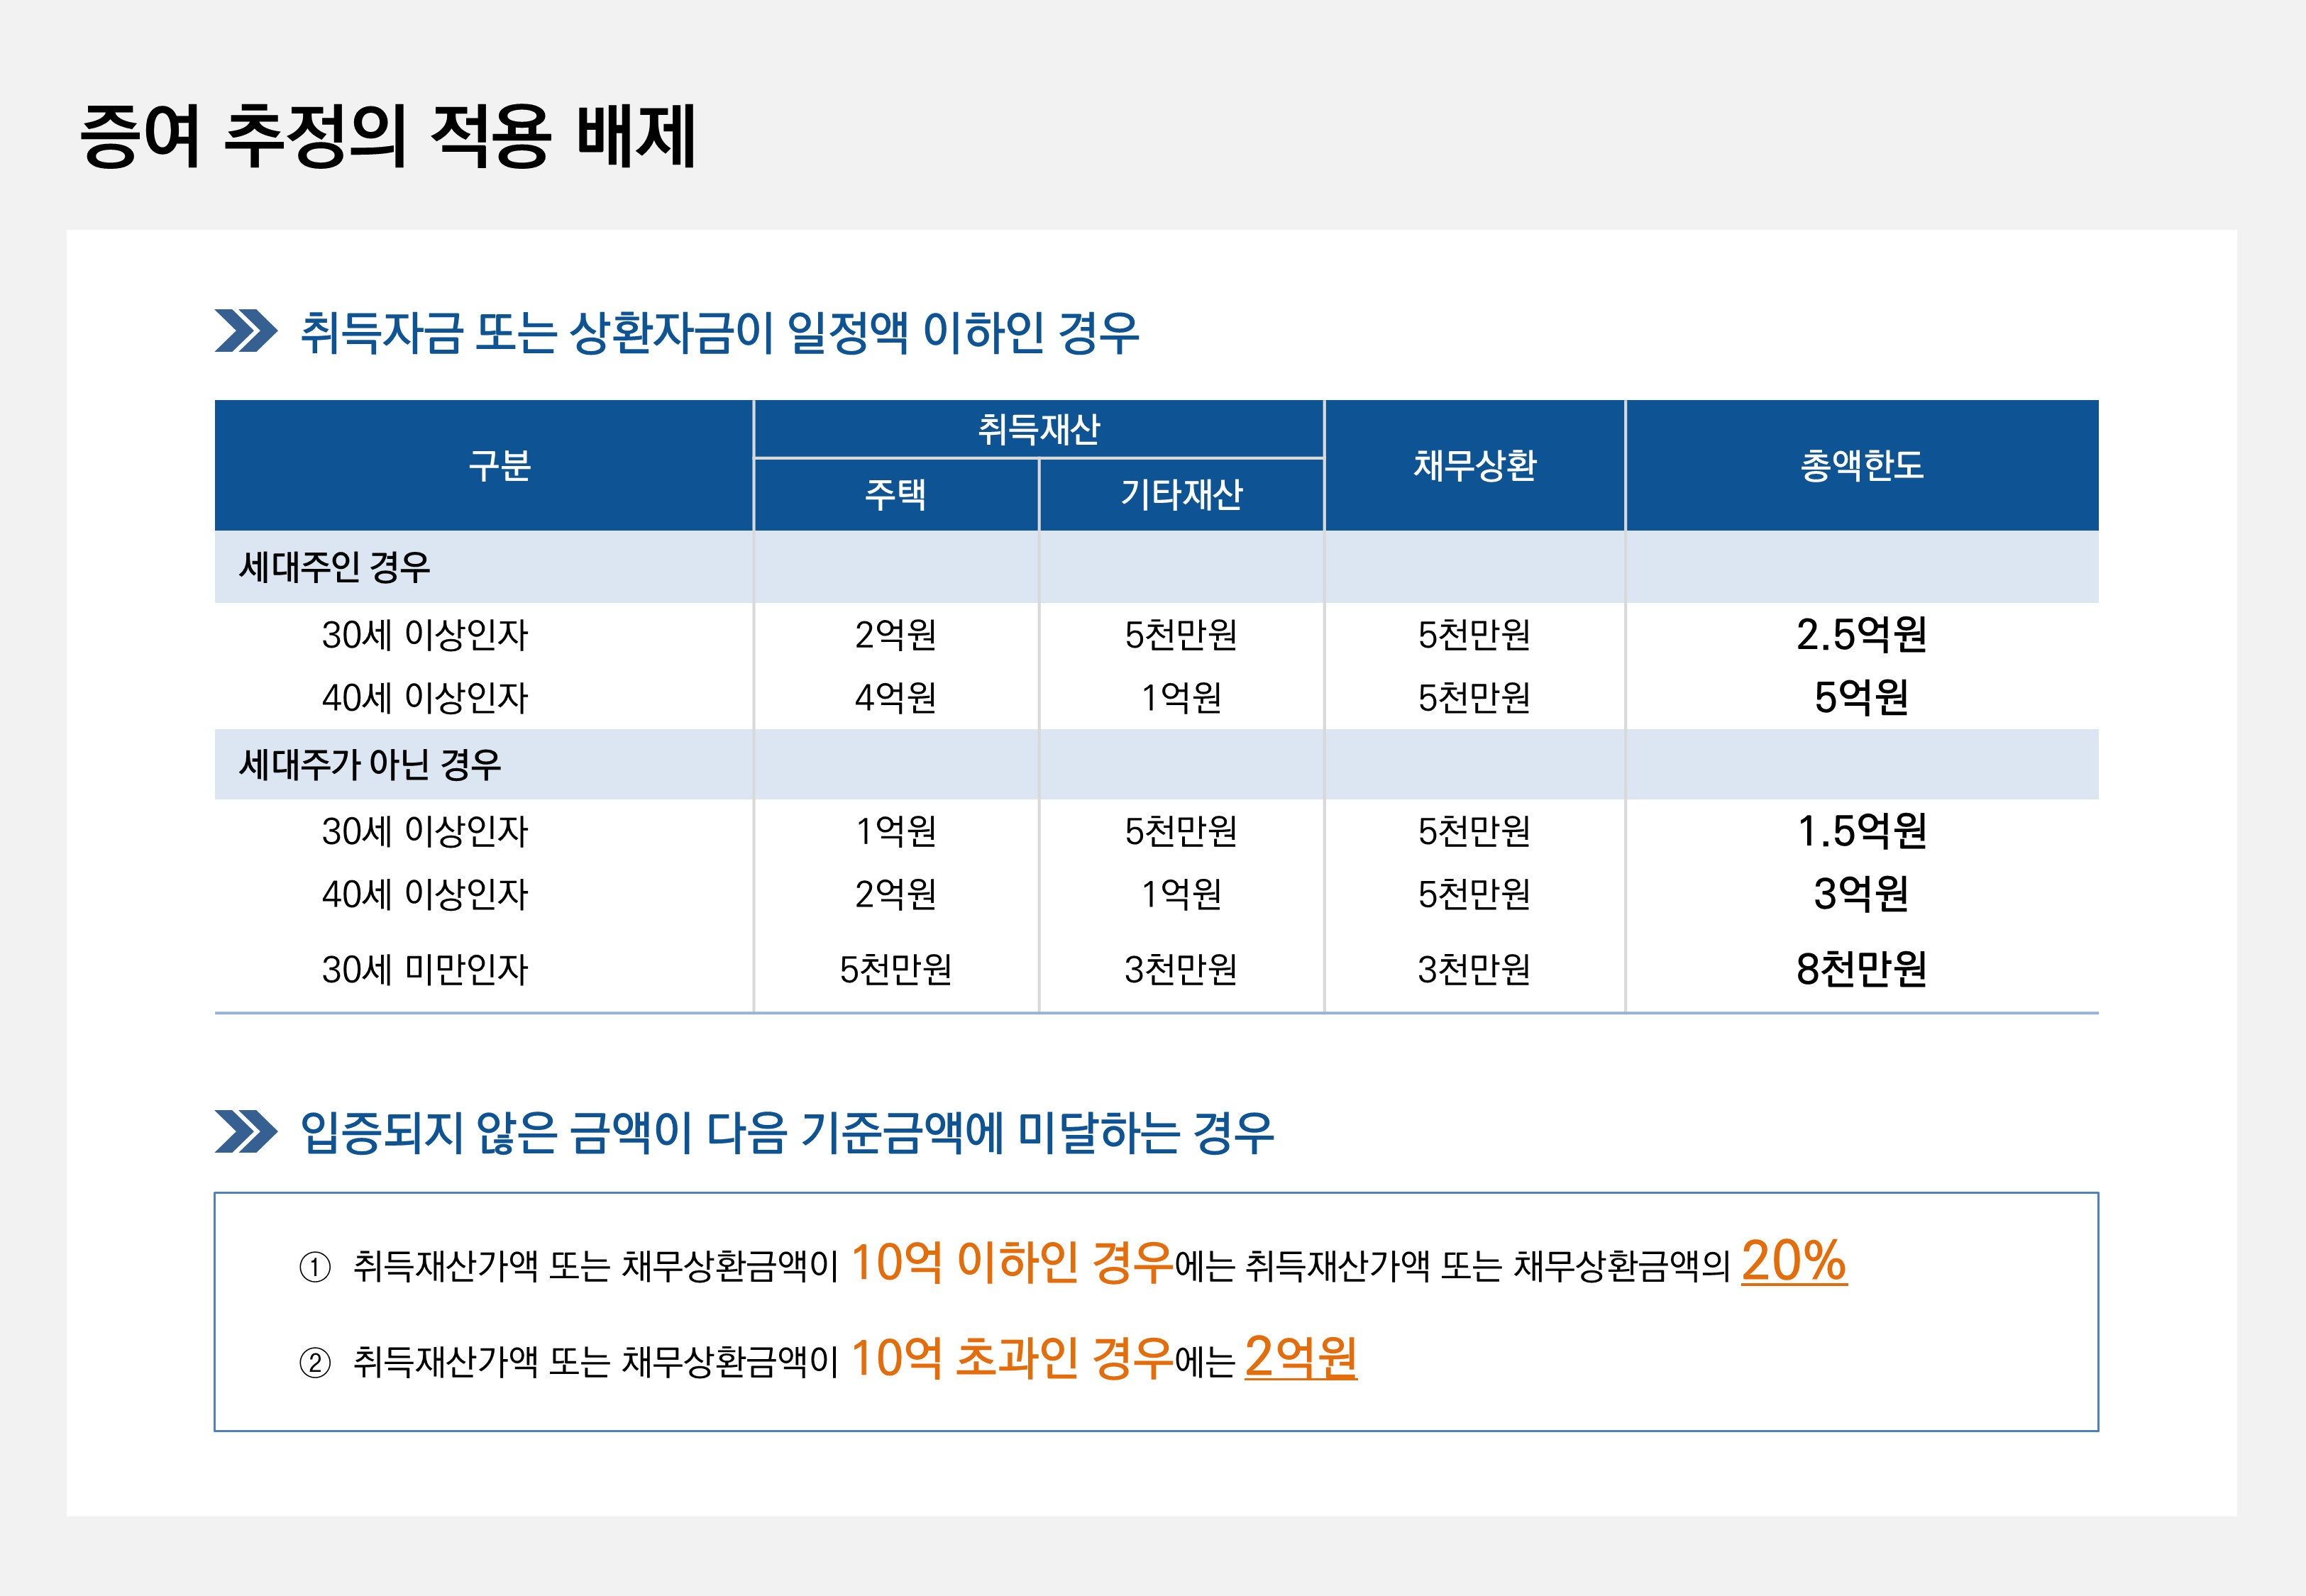 증여 추정의 적용 배제
취득자금 또는 상환자금이 일정액 이하인 경우
구분 취득재산 채무상환 총액한도
주택 기타재산
세대주인 경우
30세 이상인자 2억원 5천만원 5천만원 2.5억원
40세 이상인자 4억원 1억원 5천만원 5억원
세대주가 아닌 경우
30세 이상인자 1억원 5천만원 5천만원 1.5억원
40세 이상인자 2억원 1억원 5천만원 3억원
30세 미만인자 5천만원 3천만원 3천만원 8천만원
입증되지 않은 금액이 다음 기준금액에 미달하는 경우
① 취득재산가액 또는 채무상환금액이 10억 이하인 경우에는 취득재산가액 또는 채무상환금액의 20%
② 취득재산가액 또는 채무상환금액이 10억 초과인 경우에는 2억원